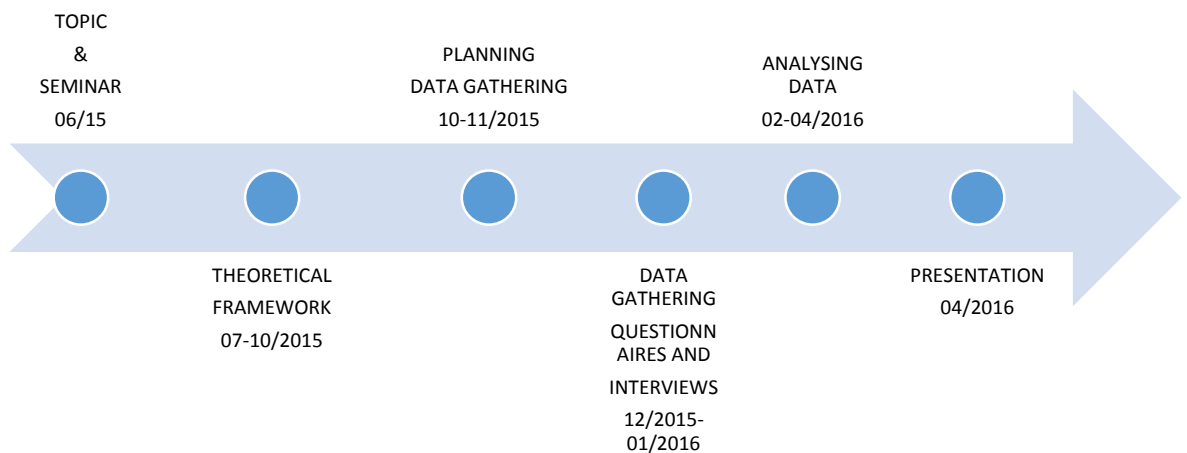 TOPIC
&
SEMINAR
06/15
THEORETICAL
FRAMEWORK
07-10/2015
PLANNING
DATA GATHERING
10-11/2015
DATA
GATHERING
QUESTIONN
AIRES AND
INTERVIEWS
12/2015-
01/2016
ANALYSING
DATA
02-04/2016
PRESENTATION
04/2016